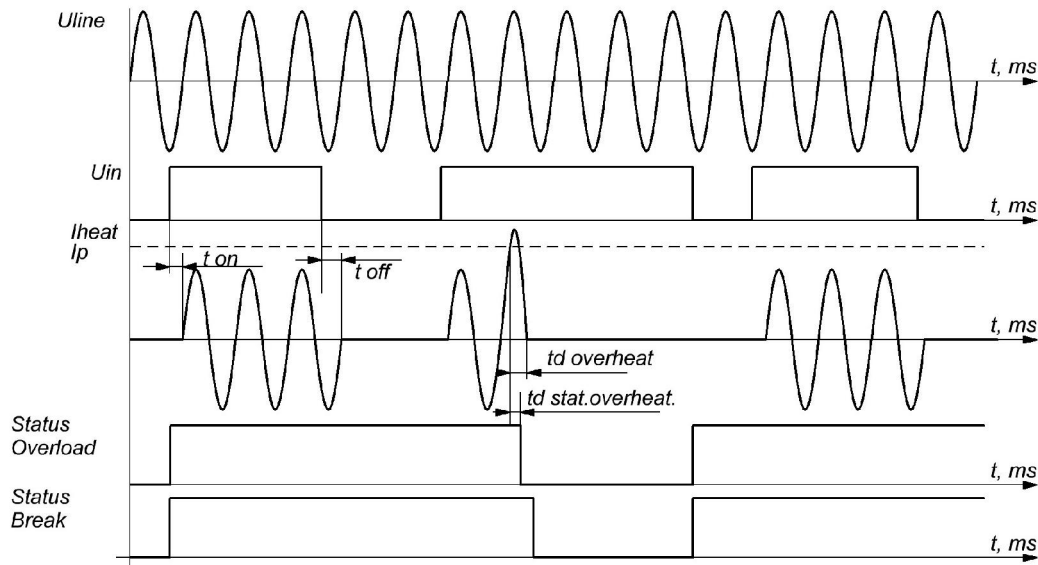 Uline
t, ms
Uin
t, ms
Iheat
Ip
t on
t off
t, ms
td overheat
td stat.overheat.
Status
Overload
t, ms
Status
Break
t, ms